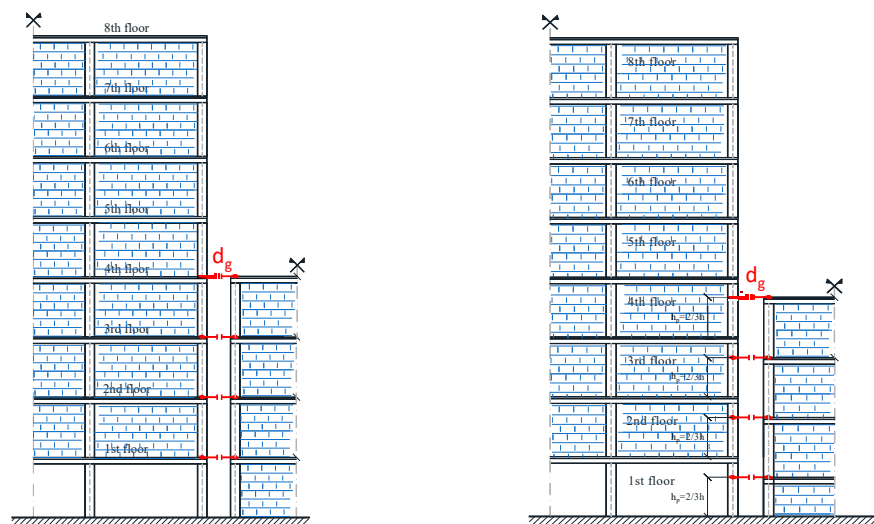 8th floor
7th floor
6th floor
5th floor
4th floor
3rd floor
2nd floor
1st floor
dg
8th floor
7th floor
6th floor
5th floor
dg
4th floor
hp=2/3h
3rd floor
hp=2/3h
2nd floor
hp=2/3h
1st floor
hp=2/3h